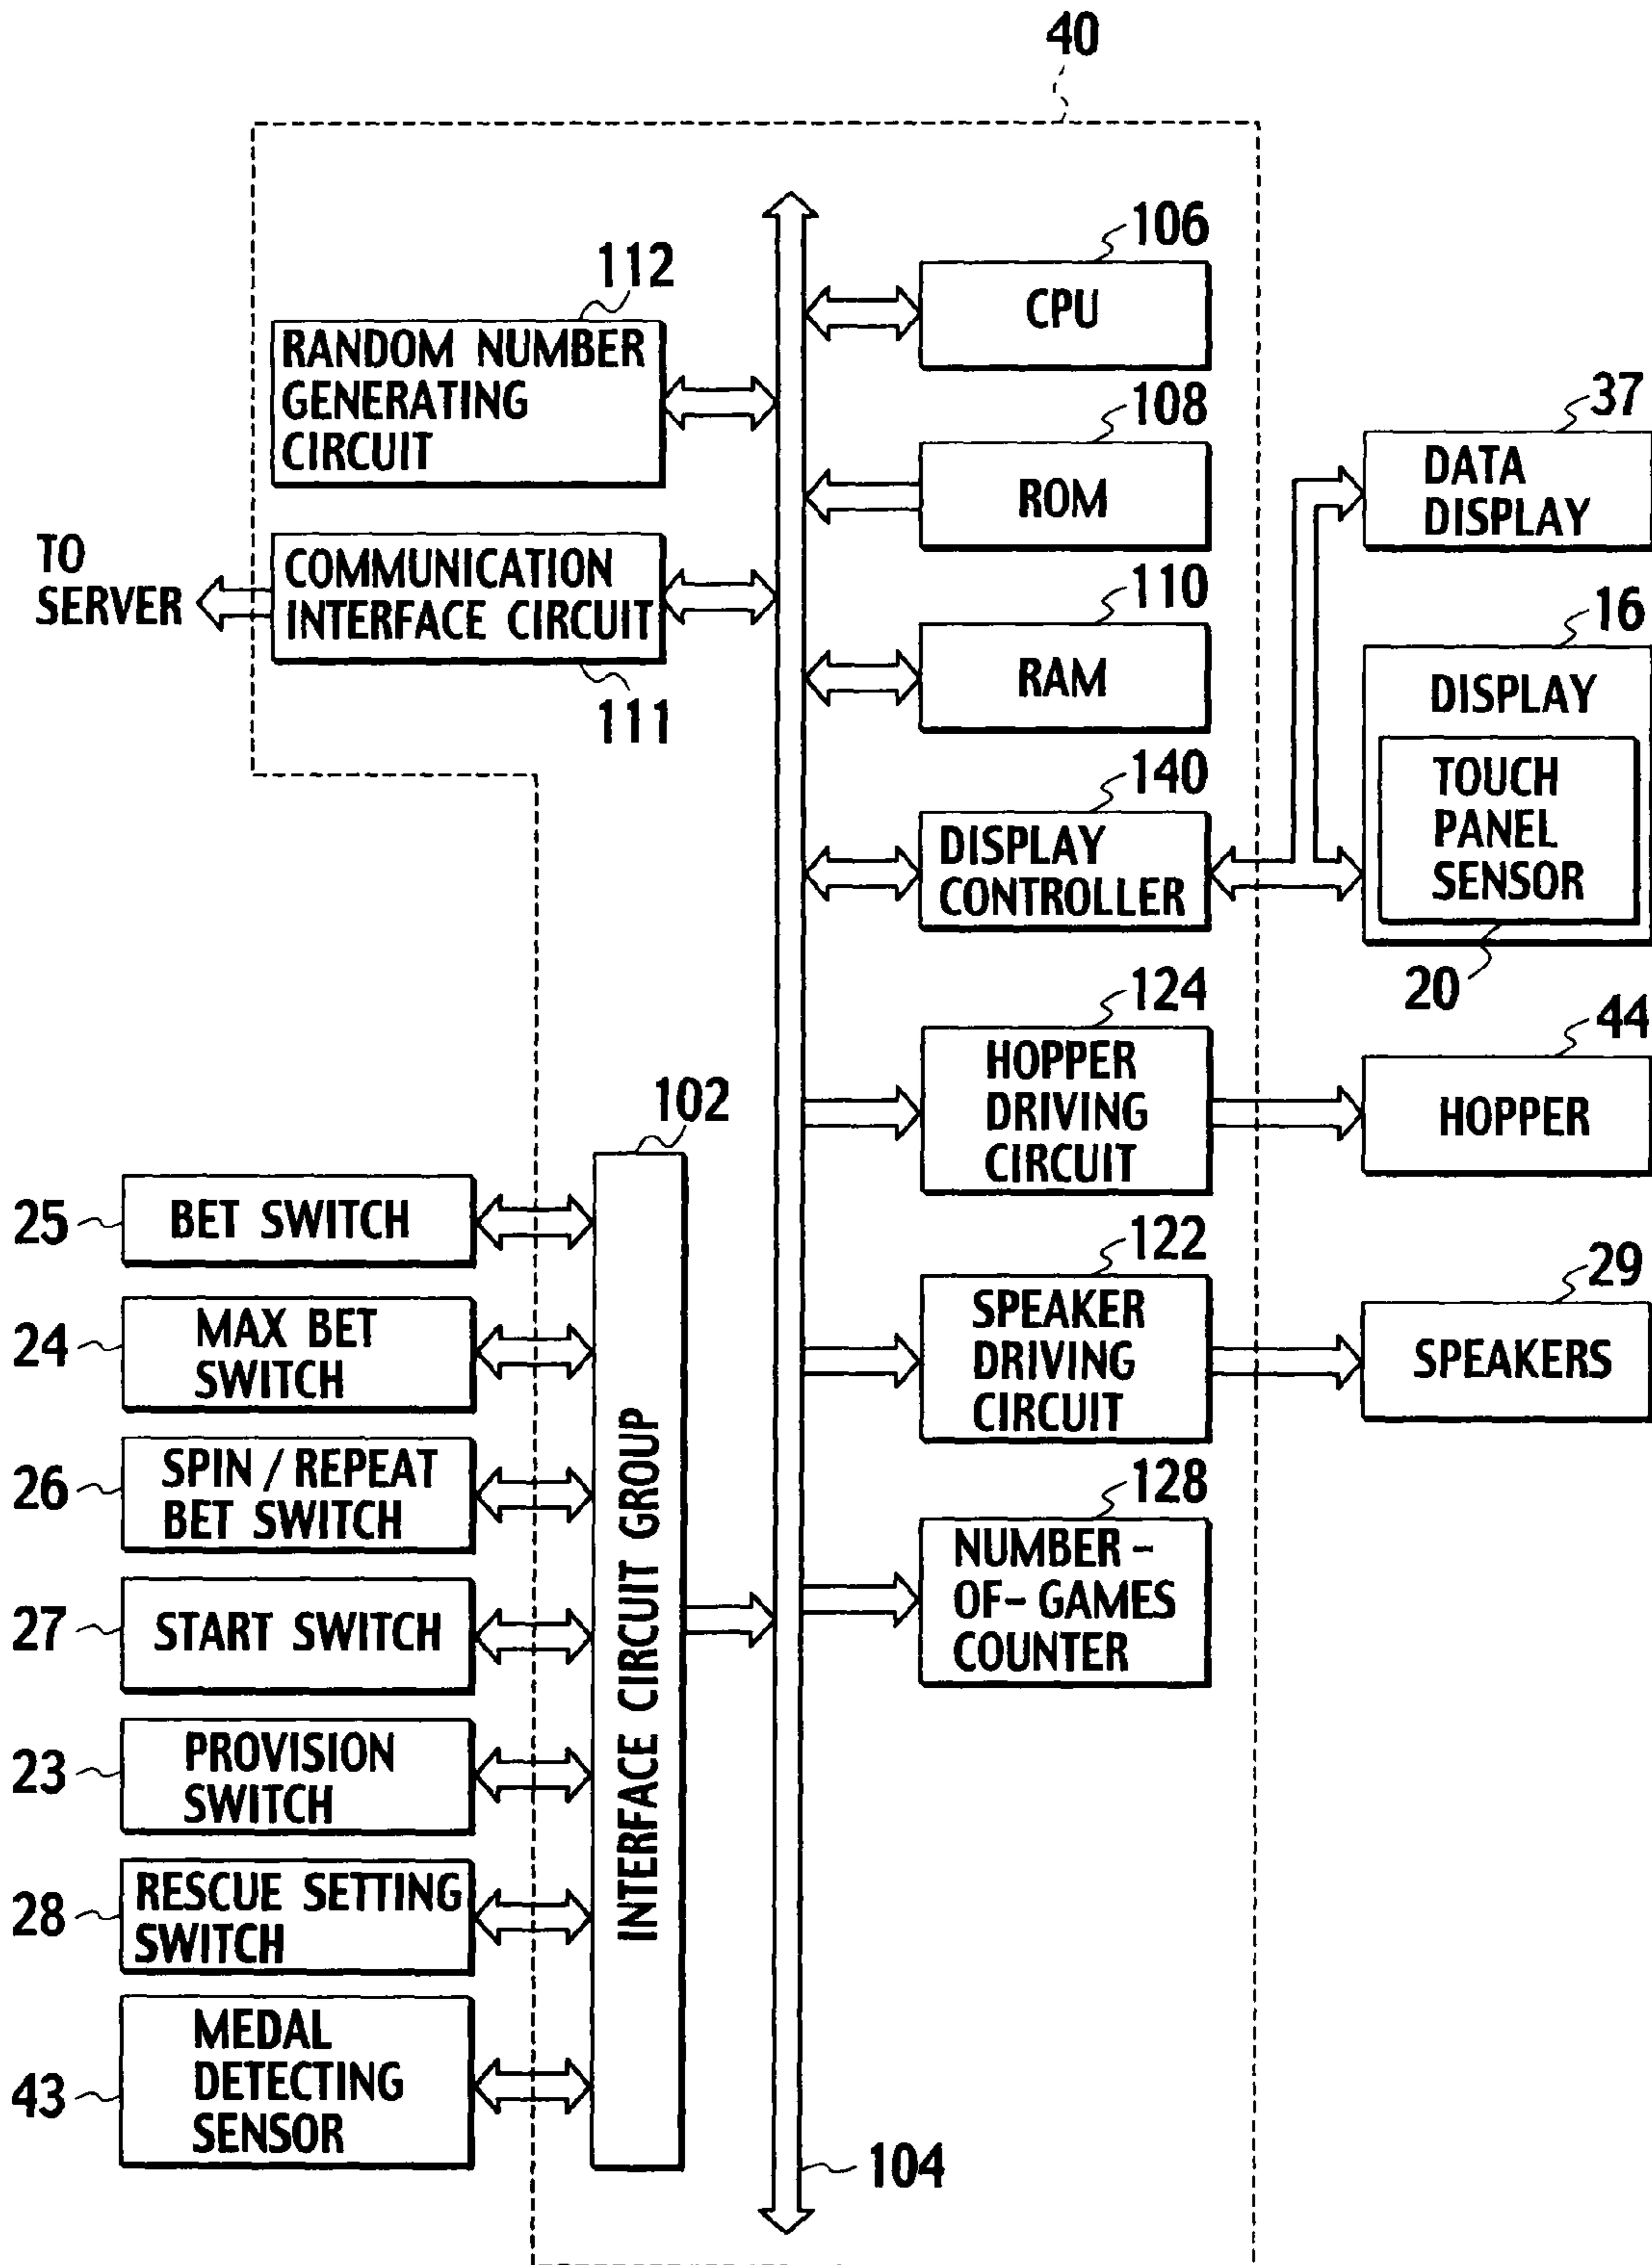 40
112
RANDOM NUMBER
GENERATING
CIRCUIT
TO
SERVER
COMMUNICATION
INTERFACE CIRCUIT
111
106
CPU
108
ROM
110
RAM
140
DISPLAY
CONTROLLER
37
DATA
DISPLAY
16
DISPLAY
TOUCH
PANEL
SENSOR
20
124
HOPPER
DRIVING
CIRCUIT
44
HOPPER
122
SPEAKER
DRIVING
CIRCUIT
29
SPEAKERS
128
NUMBER-
OF-GAMES
COUNTER
102
INTERFACE CIRCUIT GROUP
25
BET SWITCH
24
MAX BET
SWITCH
26
SPIN / REPEAT
BET SWITCH
27
START SWITCH
23
PROVISION
SWITCH
28
RESCUE SETTING
SWITCH
43
MEDAL
DETECTING
SENSOR
104